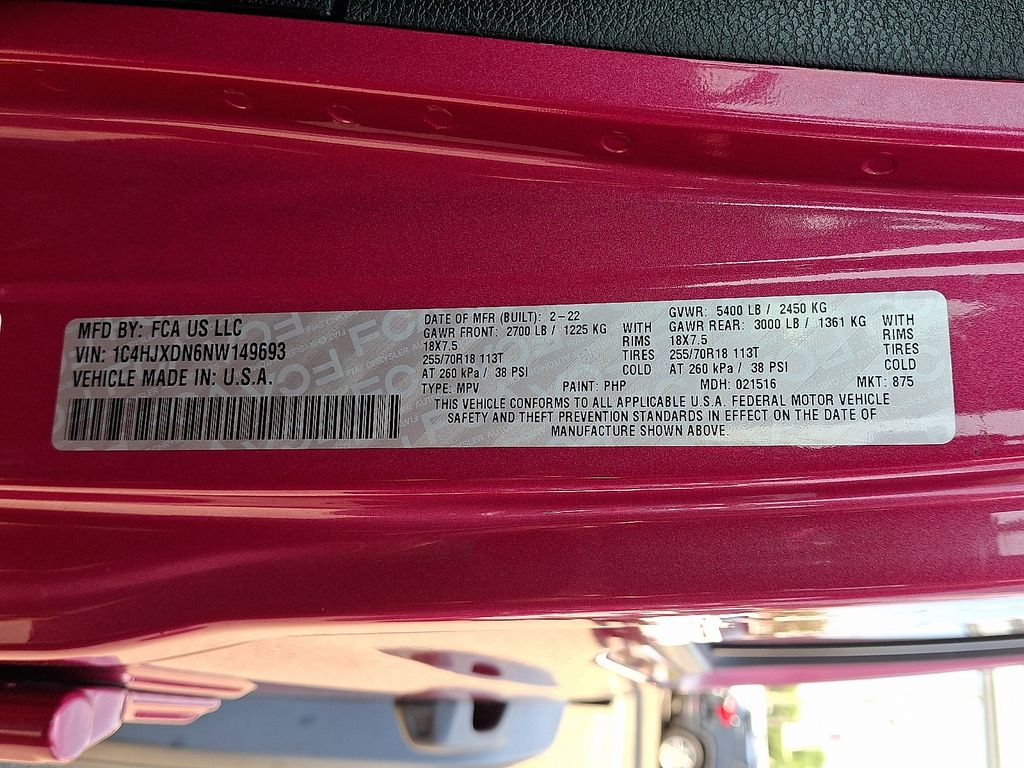 MFD BY: FCA US LLC
VIN: 1C4HJXDN6NW149693
VEHICLE MADE IN: U.S.A.
DATE OF MFR (BUILT): 2-22
GAWR FRONT: 2700 LB / 1225 KG WITH
18X7.5 RIMS
255/70R18 113T TIRES
AT 260 kPa / 38 PSI COLD
GVWR: 5400 LB / 2450 KG
GAWR REAR: 3000 LB / 1361 KG WITH
18X7.5 RIMS
255/70R18 113T TIRES
AT 260 kPa / 38 PSI COLD
TYPE: MPV PAINT: PHP MDH: 021516 MKT: 875
THIS VEHICLE CONFORMS TO ALL APPLICABLE U.S.A. FEDERAL MOTOR VEHICLE
SAFETY AND THEFT PREVENTION STANDARDS IN EFFECT ON THE DATE OF
MANUFACTURE SHOWN ABOVE.